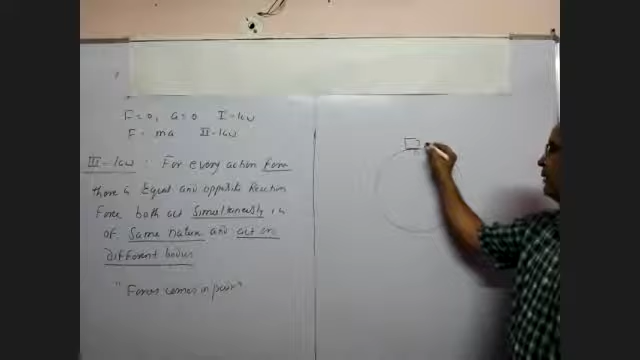 F = 0, a = 0 I - law
F = ma II - law
III - law : For every action force
there is Equal and opposite Reaction
Force both act simultaneously is
of same nature and act on
different bodies
"Forces comes in pair"